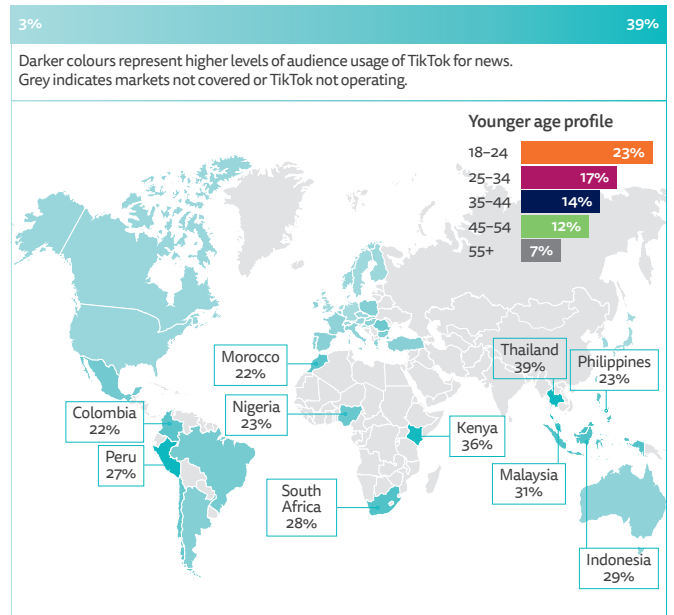 3% 39%
Darker colours represent higher levels of audience usage of TikTok for news.
Grey indicates markets not covered or TikTok not operating.
Younger age profile
18–24 23%
25–34 17%
35–44 14%
45–54 12%
55+ 7%
Morocco
22%
Thailand
39%
Philippines
23%
Colombia
22%
Nigeria
23%
Kenya
36%
Peru
27%
Malaysia
31%
South
Africa
28%
Indonesia
29%